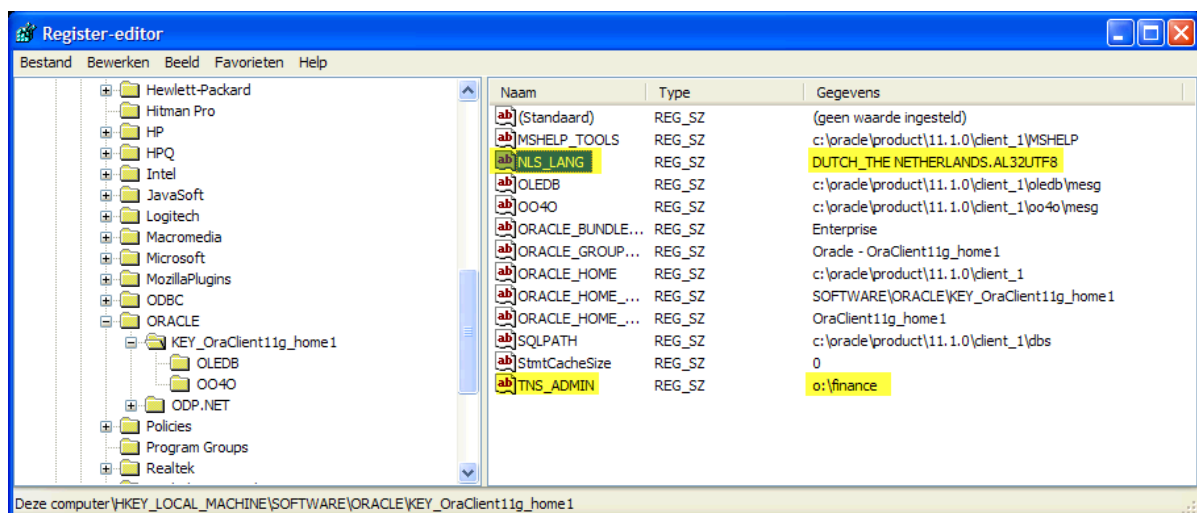 Register-editor
Bestand Bewerken Beeld Favorieten Help
Hewlett-Packard
Hitman Pro
HP
HPQ
Intel
JavaSoft
Logitech
Macromedia
Microsoft
MozillaPlugins
ODBC
ORACLE
KEY_OraClient11g_home1
OLEDB
OO4O
ODP.NET
Policies
Program Groups
Realtek
Naam Type Gegevens
(Standaard) REG_SZ (geen waarde ingesteld)
MSHELP_TOOLS REG_SZ c:\oracle\product\11.1.0\client_1\MSHELP
NLS_LANG REG_SZ DUTCH_THE NETHERLANDS.AL32UTF8
OLEDB REG_SZ c:\oracle\product\11.1.0\client_1\oledb\mesg
OO4O REG_SZ c:\oracle\product\11.1.0\client_1\oo4o\mesg
ORACLE_BUNDLE... REG_SZ Enterprise
ORACLE_GROUP... REG_SZ Oracle - OraClient11g_home1
ORACLE_HOME REG_SZ c:\oracle\product\11.1.0\client_1
ORACLE_HOME_... REG_SZ SOFTWARE\ORACLE\KEY_OraClient11g_home1
ORACLE_HOME_... REG_SZ OraClient11g_home1
SQLPATH REG_SZ c:\oracle\product\11.1.0\client_1\dbs
StmtCacheSize REG_SZ 0
TNS_ADMIN REG_SZ o:\finance
Deze computer\HKEY_LOCAL_MACHINE\SOFTWARE\ORACLE\KEY_OraClient11g_home1